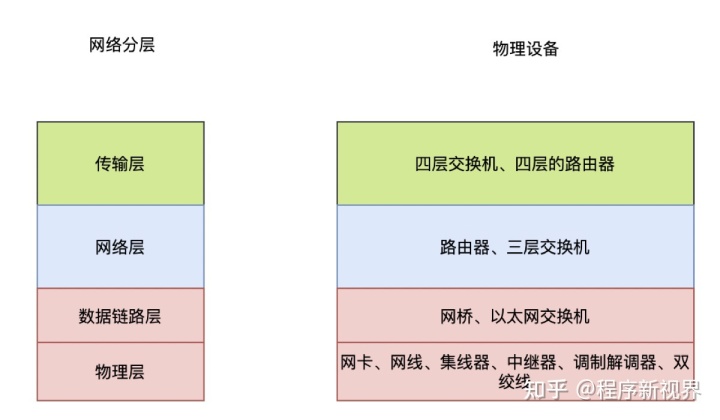 网络分层
物理设备
传输层
四层交换机、四层的路由器
网络层
路由器、三层交换机
数据链路层
网桥、以太网交换机
物理层
网卡、网线、集线器、中继器、调制解调器、双
绞线
知乎 @程序新视界